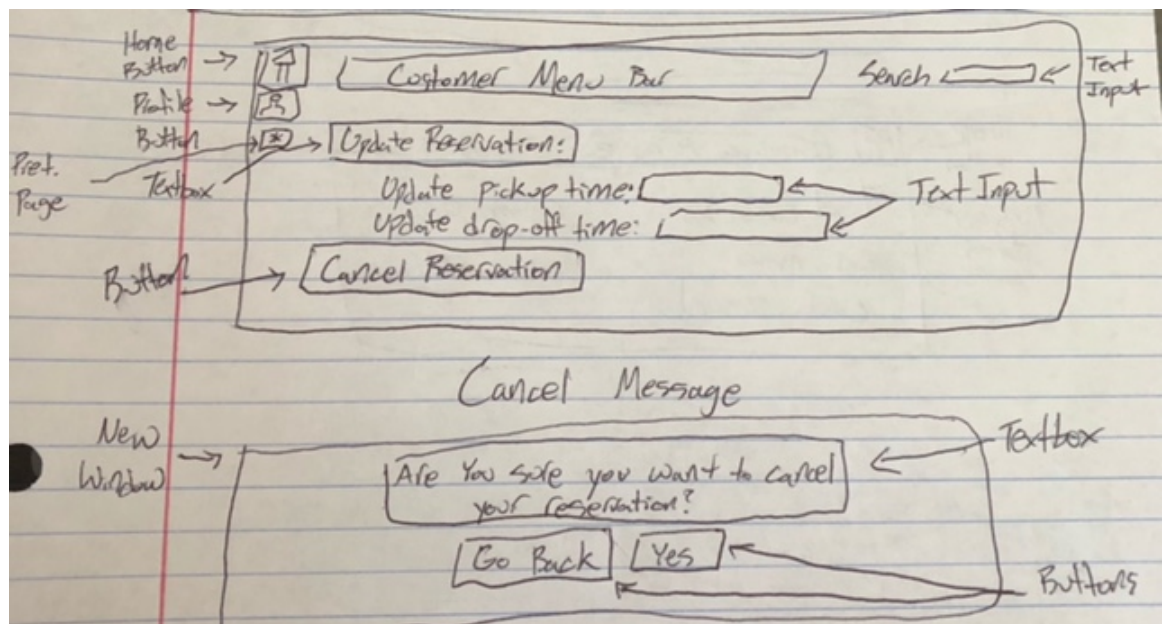 Home
Button
Customer Menu Bar
Search
Text
Input
Profile
Button
Update Reservation:
Page
Textbox
Update pickup time:
Text Input
Update drop-off time:
Button
Cancel Reservation
Cancel Message
New
Window
Textbox
Are You sure you want to cancel
your reservation?
Go Back
Yes
Buttons